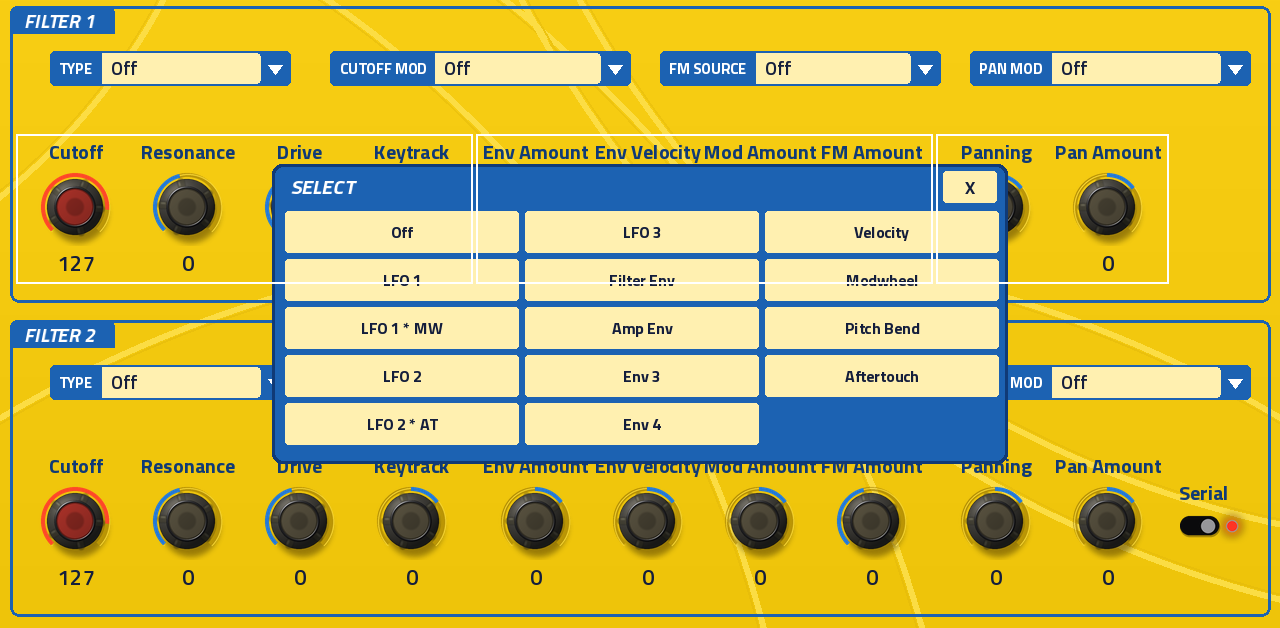 FILTER 1
TYPE Off CUTOFF MOD Off FM SOURCE Off PAN MOD Off
Cutoff Resonance Drive Keytrack Env Amount Env Velocity Mod Amount FM Amount Panning Pan Amount
127 0 0
SELECT X
Off LFO 3 Velocity
LFO 1 Filter Env Modwheel
LFO 1 * MW Amp Env Pitch Bend
LFO 2 Env 3 Aftertouch
LFO 2 * AT Env 4
FILTER 2
TYPE Off MOD Off
Cutoff Resonance Drive Keytrack Env Amount Env Velocity Mod Amount FM Amount Panning Pan Amount
Serial
127 0 0 0 0 0 0 0 0 0